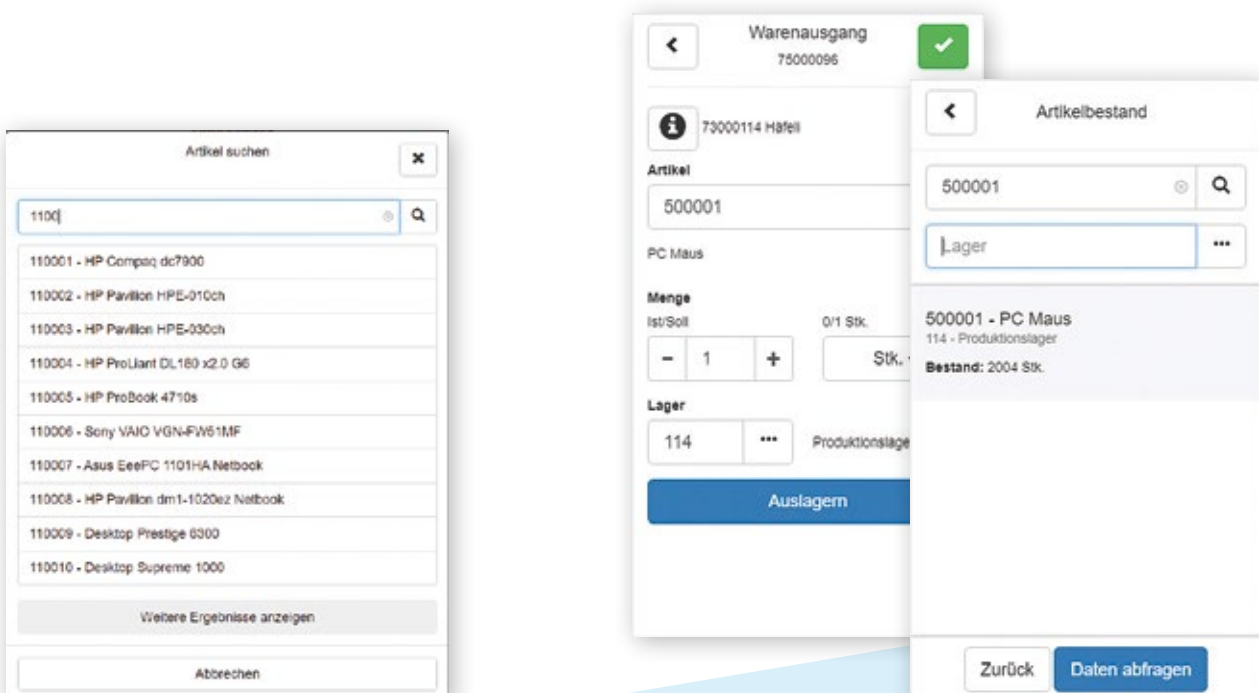 Artikel suchen
1100
110001 - HP Compaq dc7900
110002 - HP Pavilion HPE-010ch
110003 - HP Pavilion HPE-030ch
110004 - HP ProLiant DL180 x2.0 G6
110005 - HP ProBook 4710s
110006 - Sony VAIO VGN-FW51MF
110007 - Asus EeePC 1101HA Netbook
110008 - HP Pavilion dm1-1020ez Netbook
110009 - Desktop Prestige 6300
110010 - Desktop Supreme 1000
Weitere Ergebnisse anzeigen
Abbrechen
Warenausgang
75000096
73000114 Häfeli
Artikel
500001
PC Maus
Menge
Ist/Soll 0/1 Stk.
- 1 + Stk.
Lager
114 ... Produktionslage
Auslagern
Artikelbestand
500001
Lager ...
500001 - PC Maus
114 - Produktionslager
Bestand: 2004 Stk.
Zurück Daten abfragen